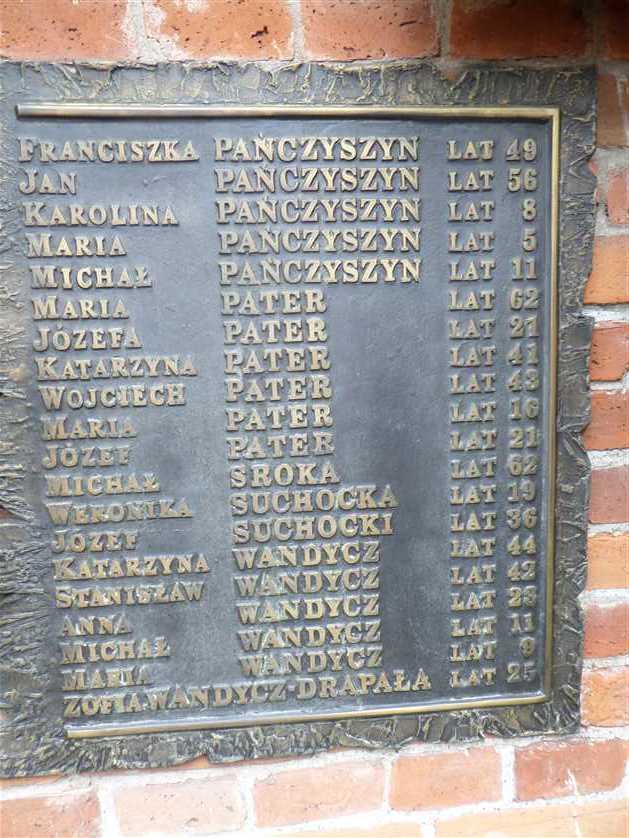 FRANCISZKA PAŃCZYSZYN LAT 49
JAN PAŃCZYSZYN LAT 56
KAROLINA PAŃCZYSZYN LAT 8
MARIA PAŃCZYSZYN LAT 5
MICHAŁ PAŃCZYSZYN LAT 11
MARIA PATER LAT 62
JÓZEFA PATER LAT 27
KATARZYNA PATER LAT 41
WOJCIECH PATER LAT 43
MARIA PATER LAT 16
JÓZEF PATER LAT 21
MICHAŁ SROKA LAT 62
WERONIKA SUCHOCKA LAT 19
JÓZEF SUCHOCKI LAT 36
KATARZYNA WANDYCZ LAT 44
STANISŁAW WANDYCZ LAT 42
ANNA WANDYCZ LAT 23
MICHAŁ WANDYCZ LAT 11
MARIA WANDYCZ LAT 9
ZOFIA WANDYCZ-DRAPAŁA LAT 25